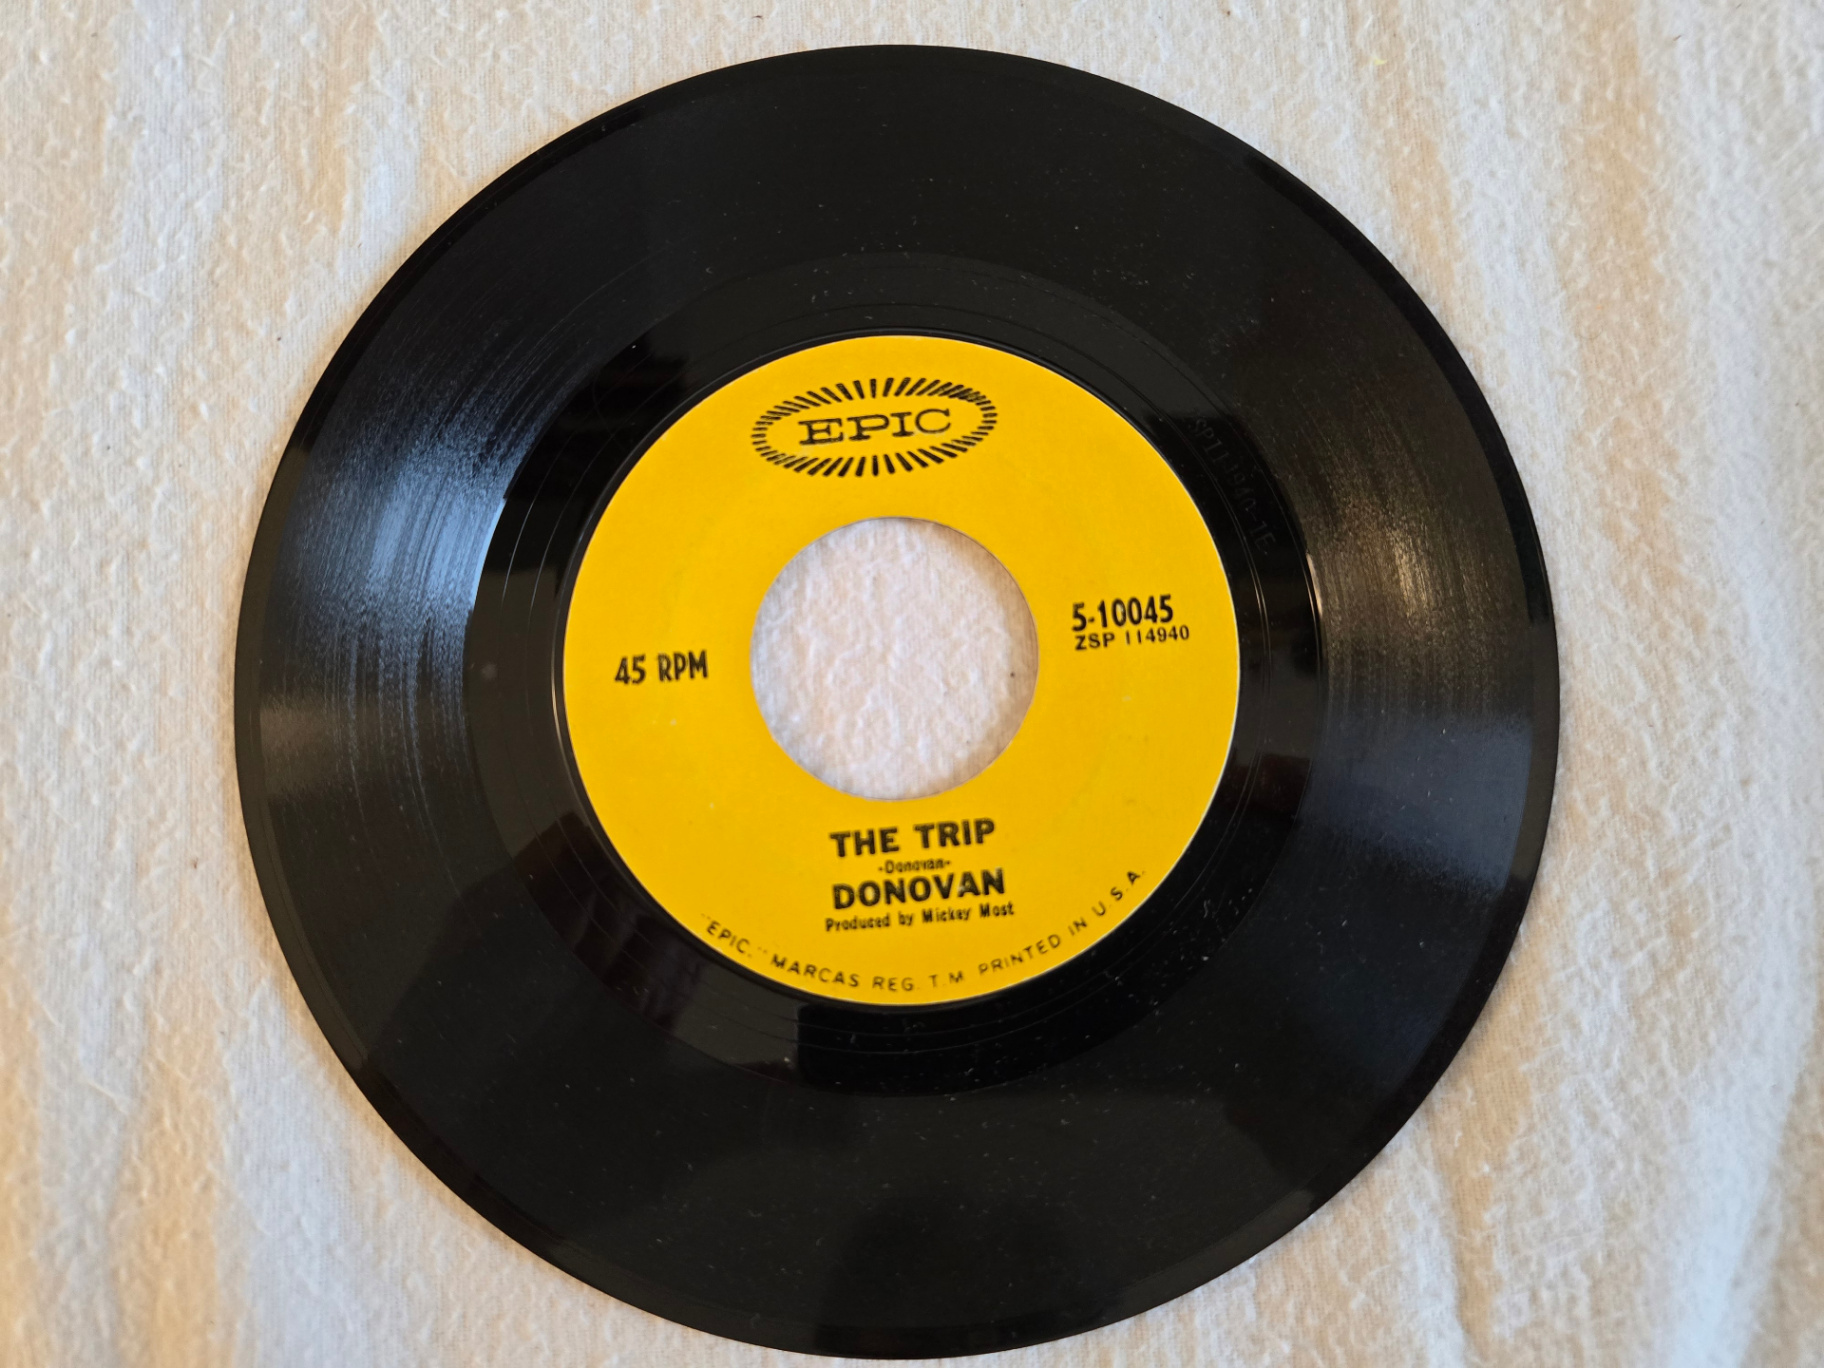 EPIC
45 RPM
5-10045
ZSP 114940
THE TRIP
-Donovan-
DONOVAN
Produced by Mickey Most
"EPIC," MARCAS REG. T.M. PRINTED IN U.S.A.